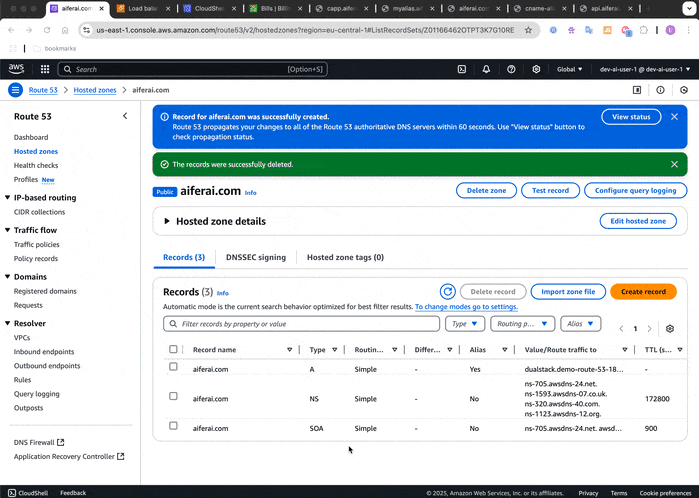 aiferai.com
Load balan
CloudShell
Bills | Billin
capp.aife
myalias.aif
aiferai.com
cname-ali
api.aiferai.
us-east-1.console.aws.amazon.com/route53/v2/hostedzones?region=eu-central-1#ListRecordSets/Z01166462OTPT3K7G10RE
bookmarks
aws
Search
[Option+S]
Global
dev-ai-user-1 @ dev-ai-user-1
Route 53
Hosted zones
aiferai.com
Route 53
Dashboard
Hosted zones
Health checks
Profiles New
IP-based routing
CIDR collections
Traffic flow
Traffic policies
Policy records
Domains
Registered domains
Requests
Resolver
VPCs
Inbound endpoints
Outbound endpoints
Rules
Query logging
Outposts
DNS Firewall
Application Recovery Controller
Record for aiferai.com was successfully created.
Route 53 propagates your changes to all of the Route 53 authoritative DNS servers within 60 seconds. Use "View status" button to
check propagation status.
View status
The records were successfully deleted.
Public
aiferai.com
Info
Delete zone
Test record
Configure query logging
Hosted zone details
Edit hosted zone
Records (3)
DNSSEC signing
Hosted zone tags (0)
Records (3) Info
Delete record
Import zone file
Create record
Automatic mode is the current search behavior optimized for best filter results. To change modes go to settings.
Filter records by property or value
Type
Routing p...
Alias
1
Record name
Type
Routin...
Differ...
Alias
Value/Route traffic to
TTL (s...
aiferai.com
A
Simple
-
Yes
dualstack.demo-route-53-18...
-
aiferai.com
NS
Simple
-
No
ns-705.awsdns-24.net.
ns-1593.awsdns-07.co.uk.
ns-320.awsdns-40.com.
ns-1123.awsdns-12.org.
172800
aiferai.com
SOA
Simple
-
No
ns-705.awsdns-24.net. awsd...
900
CloudShell
Feedback
© 2025, Amazon Web Services, Inc. or its affiliates.
Privacy
Terms
Cookie preferences